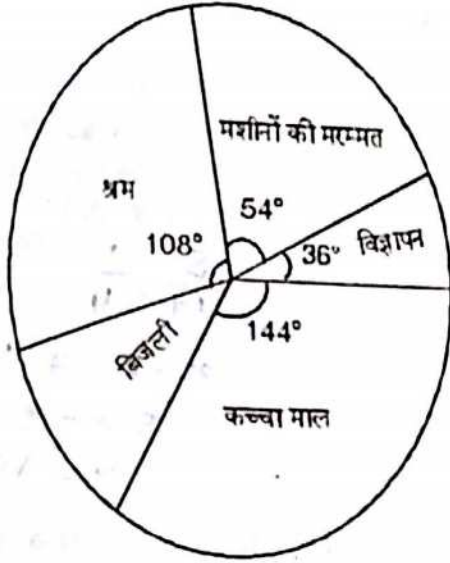 मशीनों की मरम्मत
श्रम
54°
108°
36° विज्ञापन
बिजली
144°
कच्चा माल